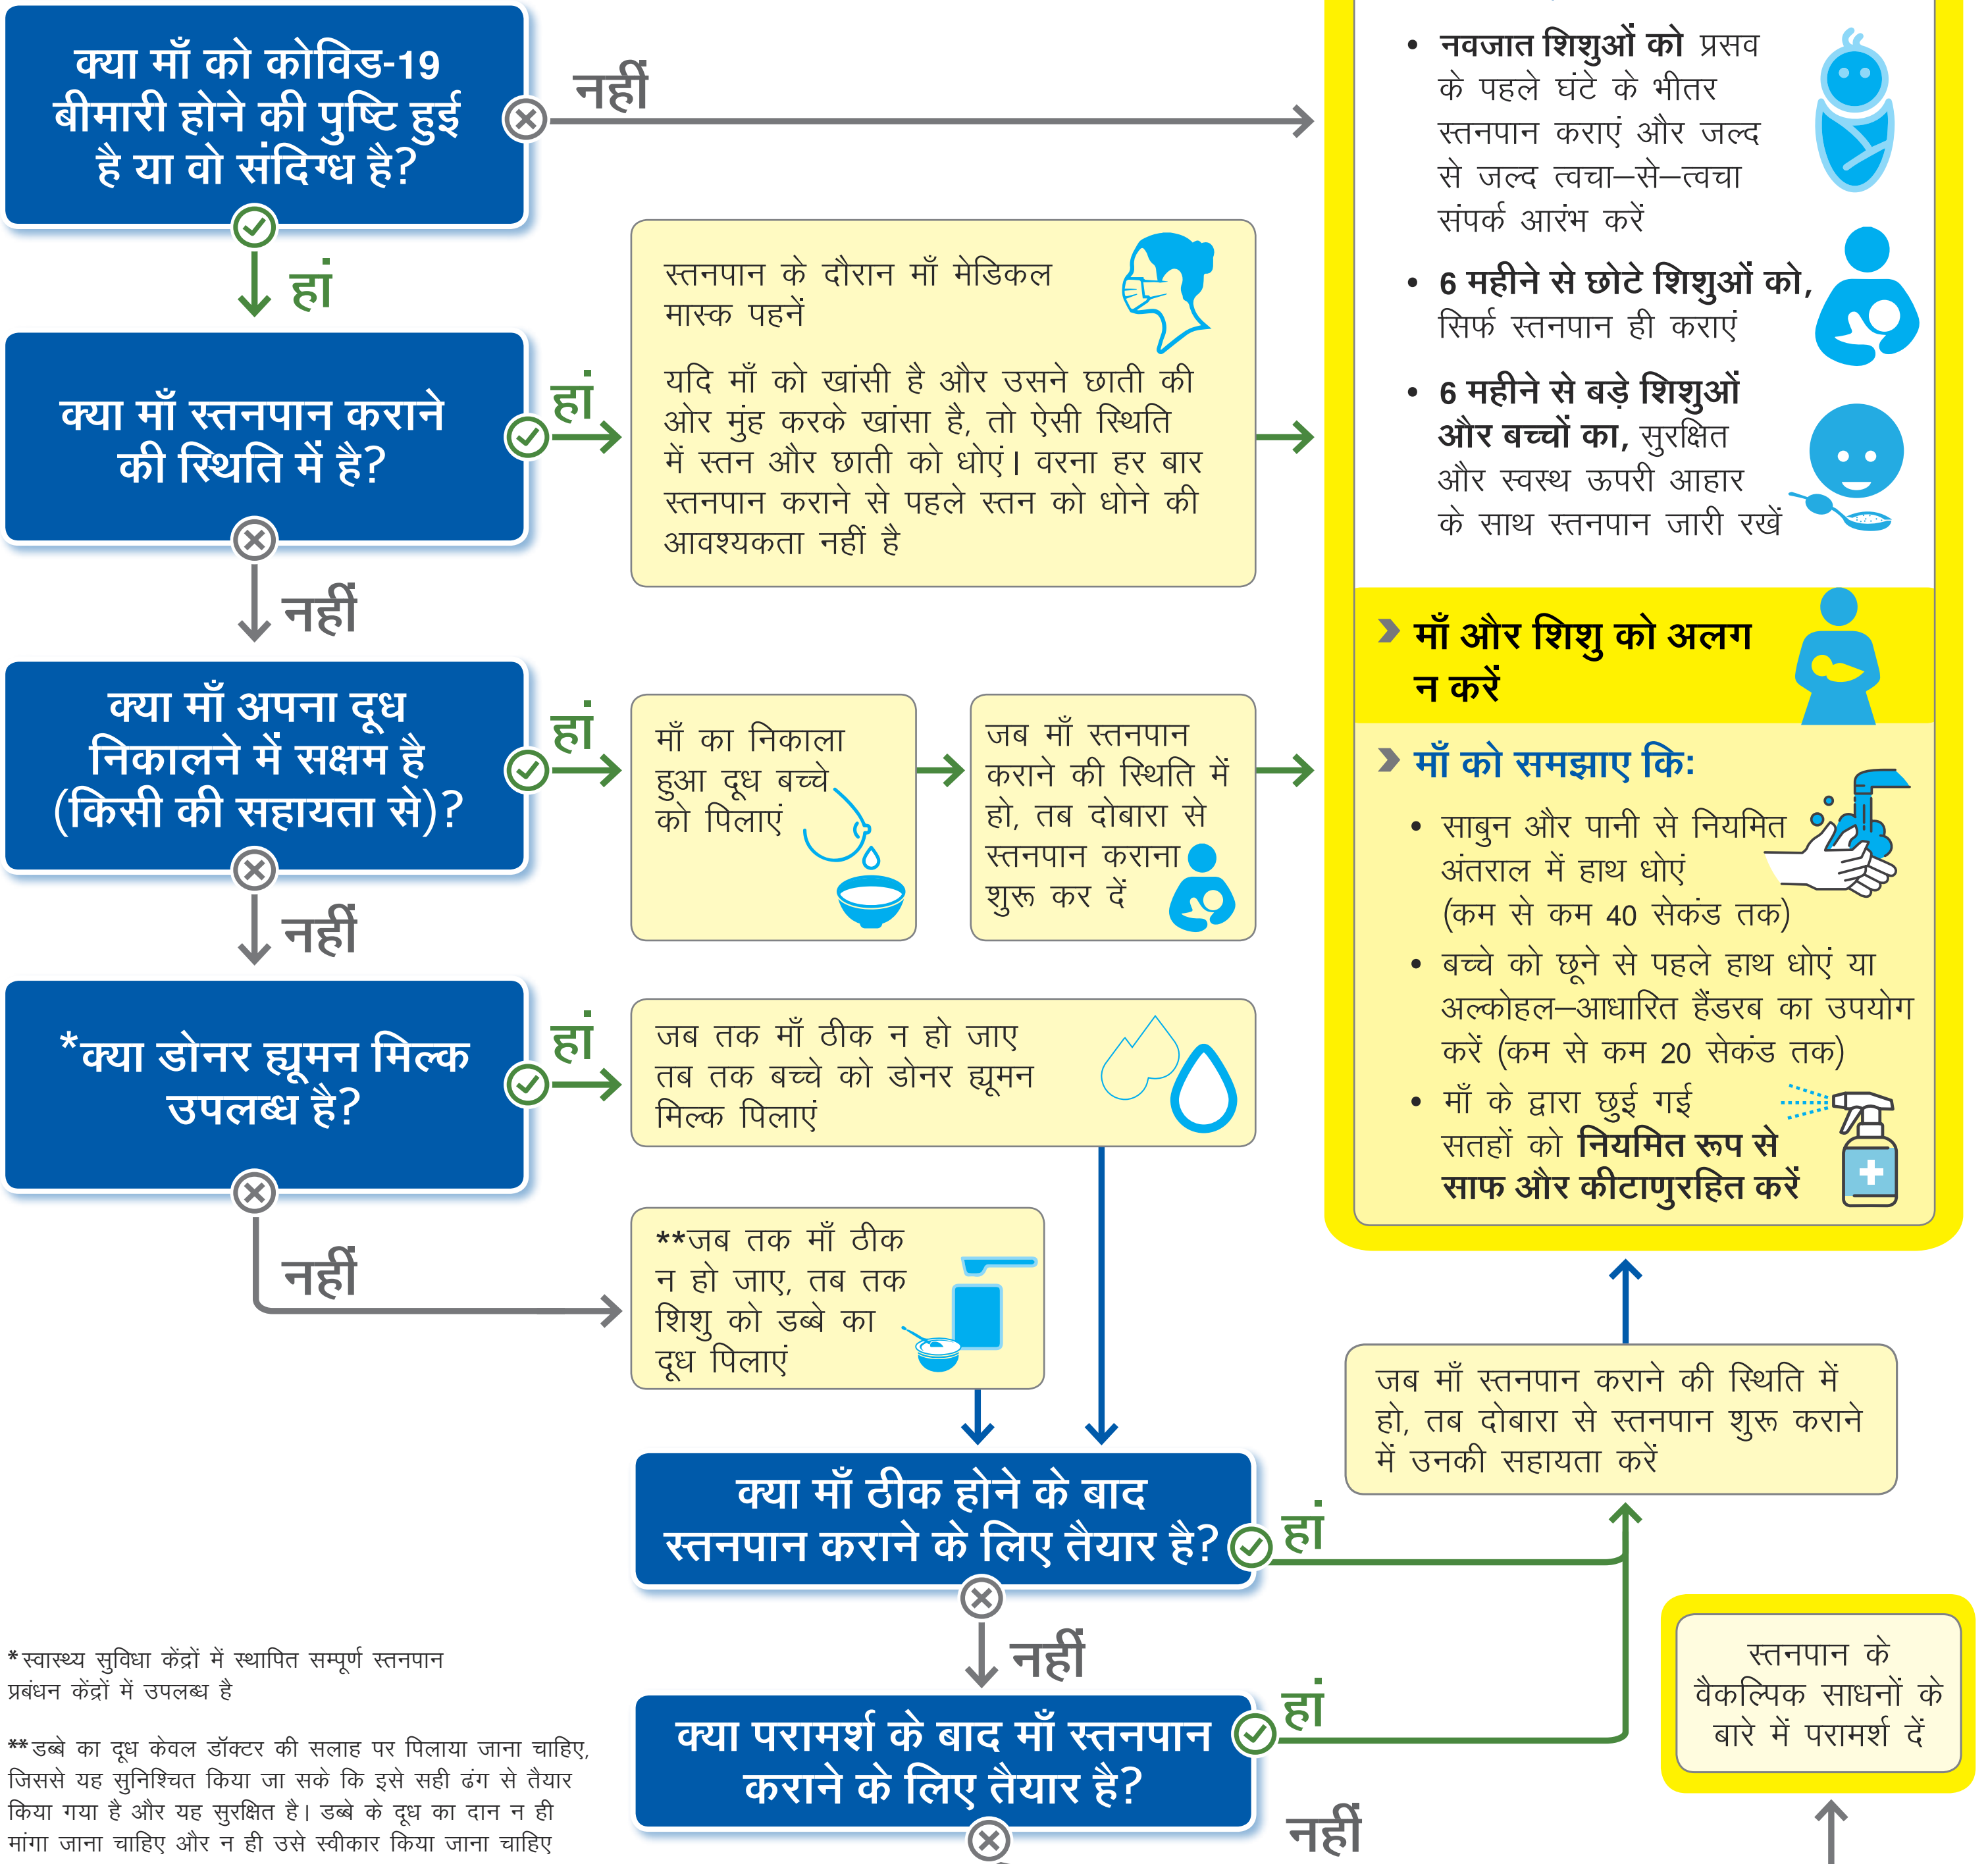 क्या माँ को कोविड-19
बीमारी होने की पुष्टि हुई
है या वो संदिग्ध है?
नहीं
हां
क्या माँ स्तनपान कराने
की स्थिति में है?
हां
स्तनपान के दौरान माँ मेडिकल
मास्क पहनें
यदि माँ को खांसी है और उसने छाती की
ओर मुंह करके खांसा है, तो ऐसी स्थिति
में स्तन और छाती को धोएं। वरना हर बार
स्तनपान कराने से पहले स्तन को धोने की
आवश्यकता नहीं है
नहीं
क्या माँ अपना दूध
निकालने में सक्षम है
(किसी की सहायता से)?
हां
माँ का निकाला
हुआ दूध बच्चे
को पिलाएं
जब माँ स्तनपान
कराने की स्थिति में
हो, तब दोबारा से
स्तनपान कराना
शुरू कर दें
नहीं
*क्या डोनर ह्यूमन मिल्क
उपलब्ध है?
हां
जब तक माँ ठीक न हो जाए
तब तक बच्चे को डोनर ह्यूमन
मिल्क पिलाएं
नहीं
**जब तक माँ ठीक
न हो जाए, तब तक
शिशु को डब्बे का
दूध पिलाएं
क्या माँ ठीक होने के बाद
स्तनपान कराने के लिए तैयार है?
हां
नहीं
क्या परामर्श के बाद माँ स्तनपान
कराने के लिए तैयार है?
हां
नहीं
• नवजात शिशुओं को प्रसव
के पहले घंटे के भीतर
स्तनपान कराएं और जल्द
से जल्द त्वचा–से–त्वचा
संपर्क आरंभ करें
• 6 महीने से छोटे शिशुओं को,
सिर्फ स्तनपान ही कराएं
• 6 महीने से बड़े शिशुओं
और बच्चों का, सुरक्षित
और स्वस्थ ऊपरी आहार
के साथ स्तनपान जारी रखें
माँ और शिशु को अलग
न करें
माँ को समझाए कि:
• साबुन और पानी से नियमित
अंतराल में हाथ धोएं
(कम से कम 40 सेकंड तक)
• बच्चे को छूने से पहले हाथ धोएं या
अल्कोहल–आधारित हैंडरब का उपयोग
करें (कम से कम 20 सेकंड तक)
• माँ के द्वारा छुई गई
सतहों को नियमित रूप से
साफ और कीटाणुरहित करें
जब माँ स्तनपान कराने की स्थिति में
हो, तब दोबारा से स्तनपान शुरू कराने
में उनकी सहायता करें
स्तनपान के
वैकल्पिक साधनों के
बारे में परामर्श दें
*स्वास्थ्य सुविधा केंद्रों में स्थापित सम्पूर्ण स्तनपान
प्रबंधन केंद्रों में उपलब्ध है
**डब्बे का दूध केवल डॉक्टर की सलाह पर पिलाया जाना चाहिए,
जिससे यह सुनिश्चित किया जा सके कि इसे सही ढंग से तैयार
किया गया है और यह सुरक्षित है। डब्बे के दूध का दान न ही
मांगा जाना चाहिए और न ही उसे स्वीकार किया जाना चाहिए